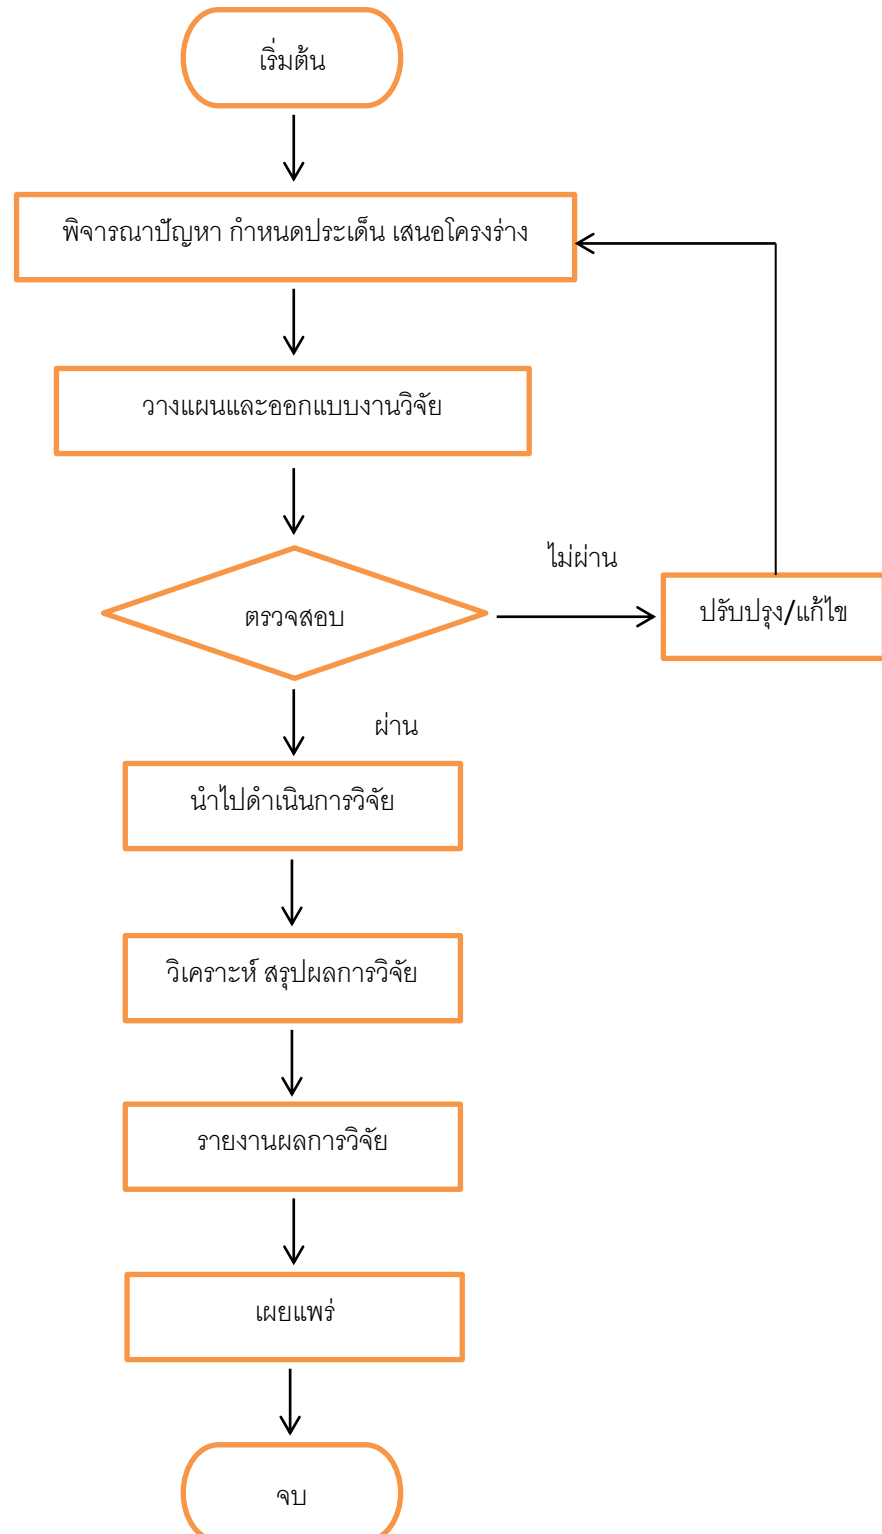 เริ่มต้น
พิจารณาปัญหา กำหนดประเด็น เสนอโครงร่าง
วางแผนและออกแบบงานวิจัย
ไม่ผ่าน
ตรวจสอบ
ปรับปรุง/แก้ไข
ผ่าน
นำไปดำเนินการวิจัย
วิเคราะห์ สรุปผลการวิจัย
รายงานผลการวิจัย
เผยแพร่
จบ